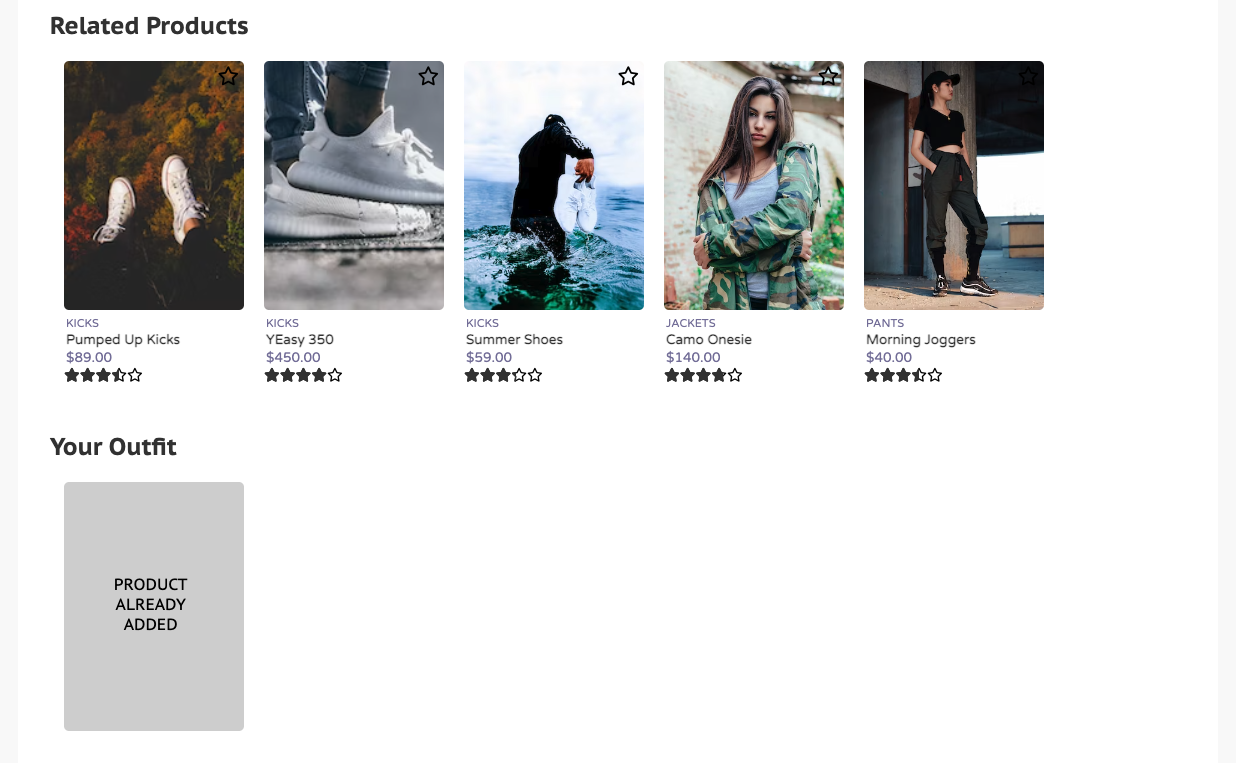 Related Products
KICKS
Pumped Up Kicks
$89.00
KICKS
YEasy 350
$450.00
KICKS
Summer Shoes
$59.00
JACKETS
Camo Onesie
$140.00
PANTS
Morning Joggers
$40.00
Your Outfit
PRODUCT
ALREADY
ADDED